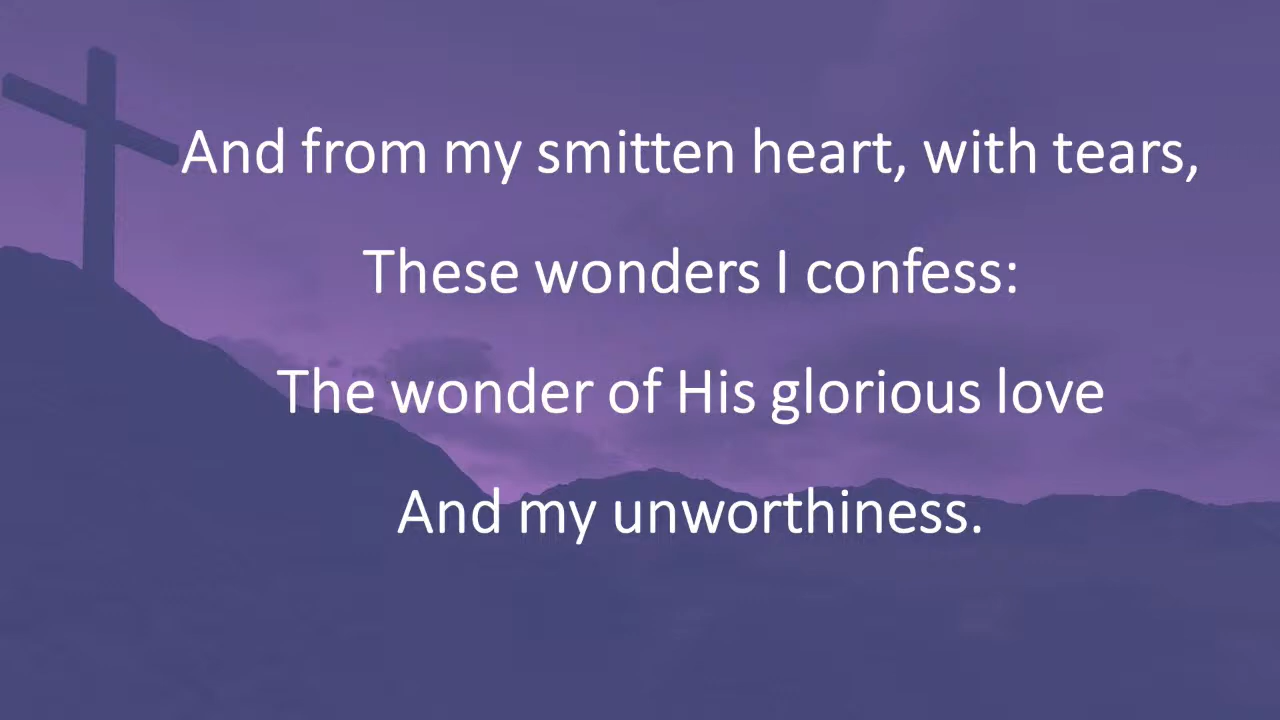 And from my smitten heart, with tears,
These wonders I confess:
The wonder of His glorious love
And my unworthiness.